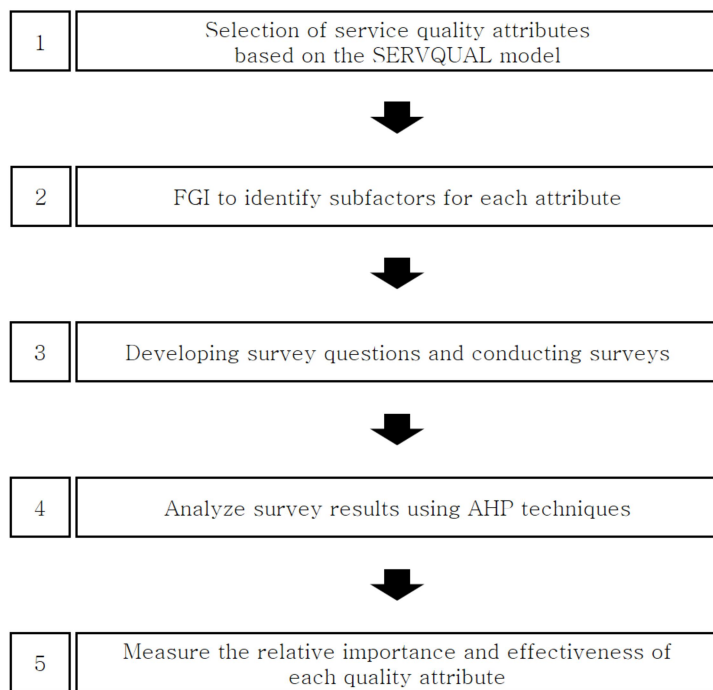 1
Selection of service quality attributes
based on the SERVQUAL model
2
FGI to identify subfactors for each attribute
3
Developing survey questions and conducting surveys
4
Analyze survey results using AHP techniques
5
Measure the relative importance and effectiveness of
each quality attribute